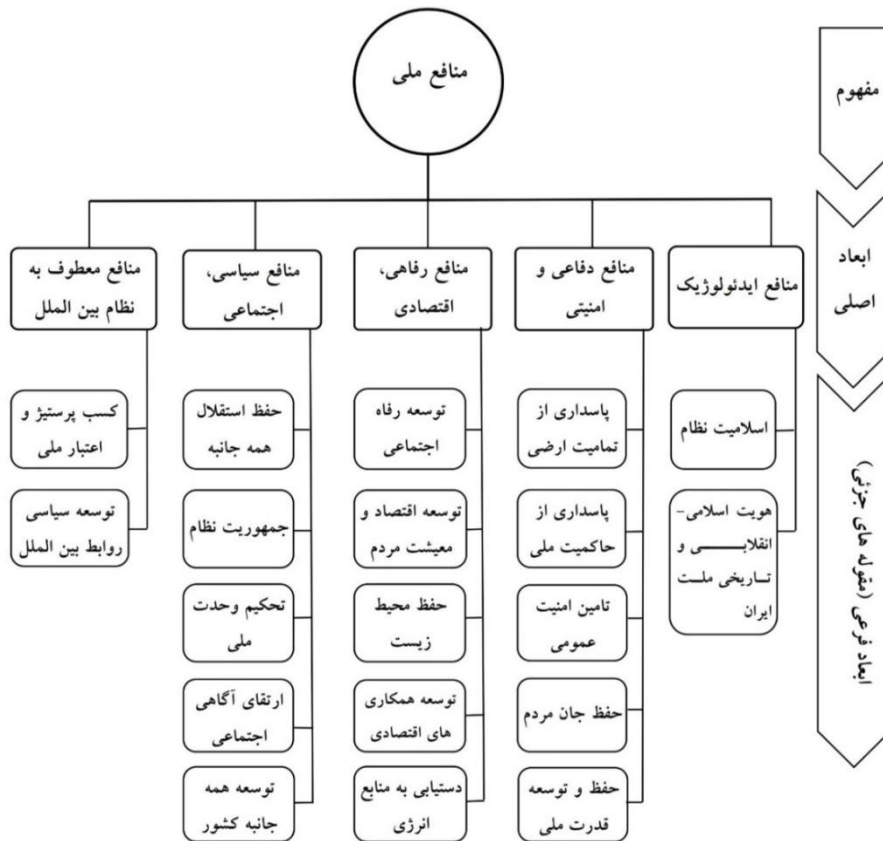 منافع ملی
مفهوم
ابعاد
اصلی
ابعاد فرعی (مقوله های جزئی)
منافع ایدئولوژیک
اسلامیت نظام
هویت اسلامی-
انقلابـــــی و
تـاریخی ملـت
ایران
منافع دفاعی و
امنیتی
پاسداری از
تمامیت ارضی
پاسداری از
حاکمیت ملی
تامین امنیت
عمومی
حفظ جان مردم
حفظ و توسعه
قدرت ملی
منافع رفاهی،
اقتصادی
توسعه رفاه
اجتماعی
توسعه اقتصاد و
معیشت مردم
حفظ محیط
زیست
توسعه همکاری
های اقتصادی
دستیابی به منابع
انرژی
منافع سیاسی،
اجتماعی
حفظ استقلال
همه جانبه
جمهوریت نظام
تحکیم وحدت
ملی
ارتقای آگاهی
اجتماعی
توسعه همه
جانبه کشور
منافع معطوف به
نظام بین الملل
کسب پرستیژ و
اعتبار ملی
توسعه سیاسی
روابط بین الملل